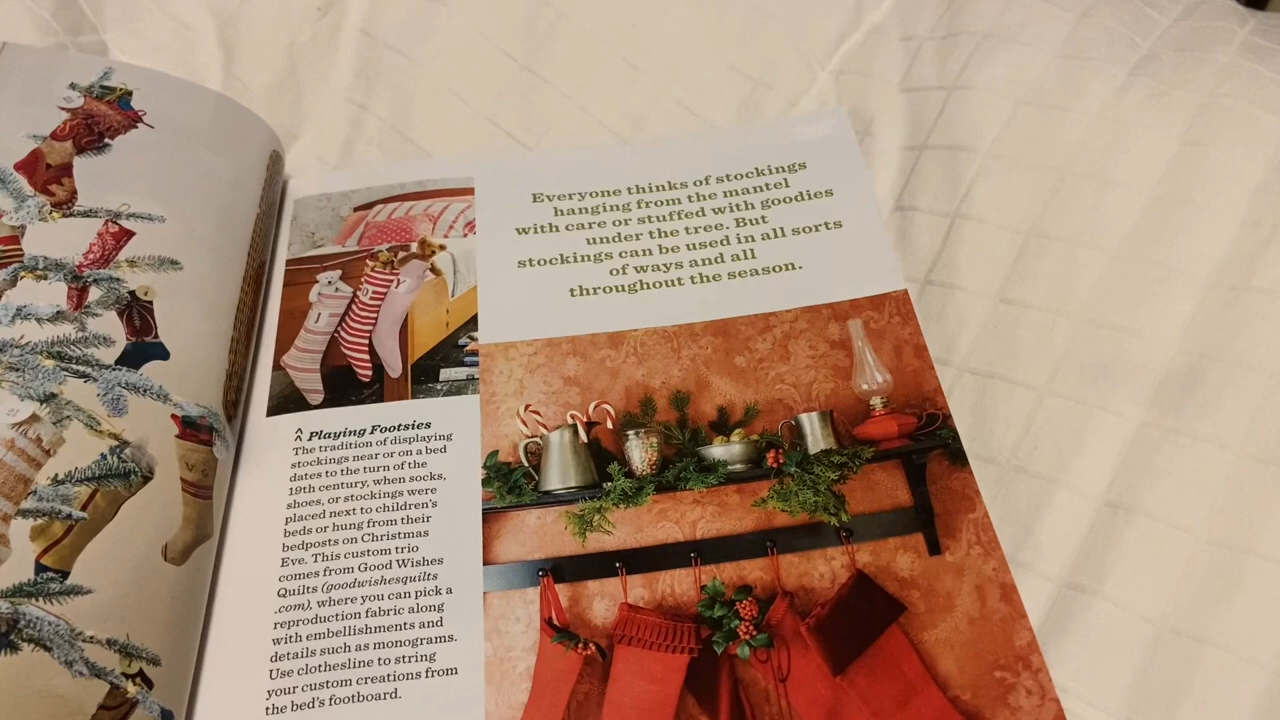 Everyone thinks of stockings
hanging from the mantel
with care or stuffed with goodies
under the tree. But
stockings can be used in all sorts
of ways and all
throughout the season.
J
O
Y
V G
Playing Footsies
The tradition of displaying
stockings near or on a bed
dates to the turn of the
19th century, when socks,
shoes, or stockings were
placed next to children's
beds or hung from their
bedposts on Christmas
Eve. This custom trio
comes from Good Wishes
Quilts (goodwishesquilts
.com), where you can pick a
reproduction fabric along
with embellishments and
details such as monograms.
Use clothesline to string
your custom creations from
the bed's footboard.